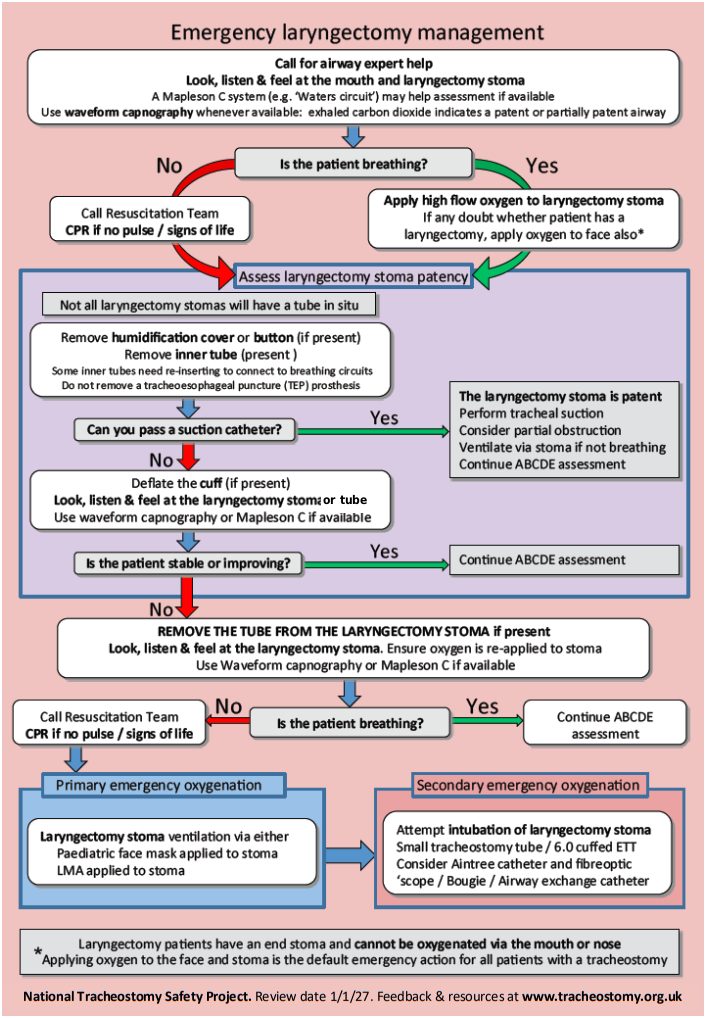 Emergency laryngectomy management
Call for airway expert help
Look, listen & feel at the mouth and laryngectomy stoma
A Mapleson C system (e.g. ‘Waters circuit’) may help assessment if available
Use waveform capnography whenever available: exhaled carbon dioxide indicates a patent or partially patent airway
Is the patient breathing?
No
Yes
Call Resuscitation Team
CPR if no pulse / signs of life
Apply high flow oxygen to laryngectomy stoma
If any doubt whether patient has a
laryngectomy, apply oxygen to face also*
Assess laryngectomy stoma patency
Not all laryngectomy stomas will have a tube in situ
Remove humidification cover or button (if present)
Remove inner tube (present )
Some inner tubes need re-inserting to connect to breathing circuits
Do not remove a tracheoesophageal puncture (TEP) prosthesis
Can you pass a suction catheter?
Yes
The laryngectomy stoma is patent
Perform tracheal suction
Consider partial obstruction
Ventilate via stoma if not breathing
Continue ABCDE assessment
No
Deflate the cuff (if present)
Look, listen & feel at the laryngectomy stoma or tube
Use waveform capnography or Mapleson C if available
Is the patient stable or improving?
Yes
Continue ABCDE assessment
No
REMOVE THE TUBE FROM THE LARYNGECTOMY STOMA if present
Look, listen & feel at the laryngectomy stoma. Ensure oxygen is re-applied to stoma
Use Waveform capnography or Mapleson C if available
Is the patient breathing?
No
Yes
Call Resuscitation Team
CPR if no pulse / signs of life
Continue ABCDE
assessment
Primary emergency oxygenation
Laryngectomy stoma ventilation via either
Paediatric face mask applied to stoma
LMA applied to stoma
Secondary emergency oxygenation
Attempt intubation of laryngectomy stoma
Small tracheostomy tube / 6.0 cuffed ETT
Consider Aintree catheter and fibreoptic
‘scope / Bougie / Airway exchange catheter
Laryngectomy patients have an end stoma and cannot be oxygenated via the mouth or nose
*Applying oxygen to the face and stoma is the default emergency action for all patients with a tracheostomy
National Tracheostomy Safety Project. Review date 1/1/27. Feedback & resources at www.tracheostomy.org.uk